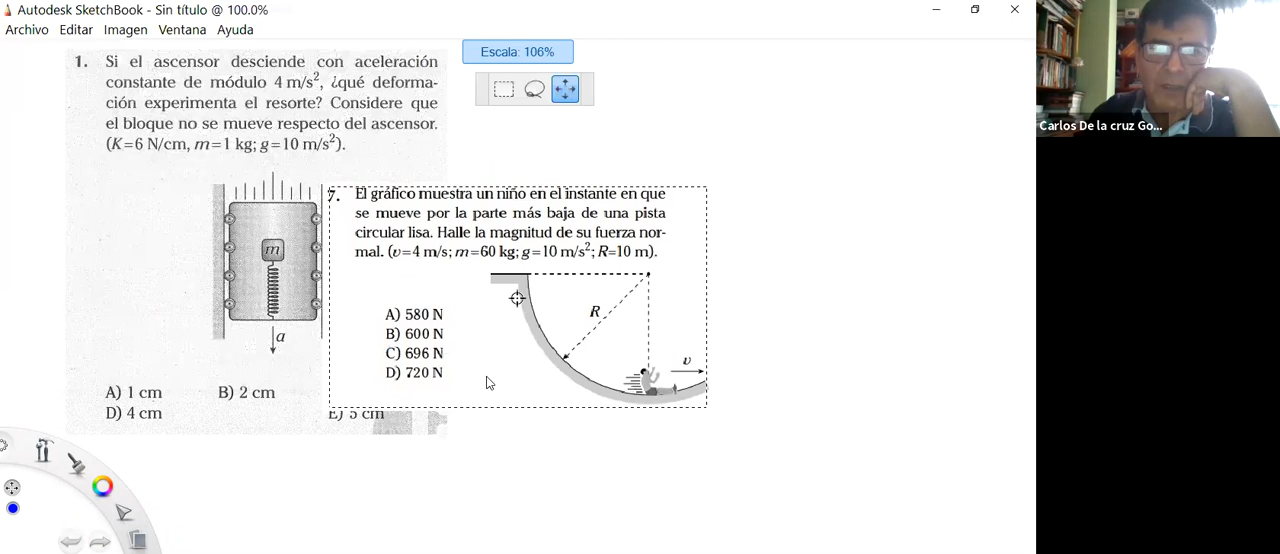 Autodesk SketchBook - Sin título @ 100.0%
Archivo Editar Imagen Ventana Ayuda
Escala: 106%
1. Si el ascensor desciende con aceleración
constante de módulo 4 m/s², ¿qué deforma-
ción experimenta el resorte? Considere que
el bloque no se mueve respecto del ascensor.
(K=6 N/cm, m=1 kg; g=10 m/s²).
m
a
A) 1 cm B) 2 cm
D) 4 cm E) 5 cm
7. El gráfico muestra un niño en el instante en que
se mueve por la parte más baja de una pista
circular lisa. Halle la magnitud de su fuerza nor-
mal. (v=4 m/s; m=60 kg; g=10 m/s²; R=10 m).
A) 580 N
B) 600 N
C) 696 N
D) 720 N
R
v
Carlos De la cruz Go...